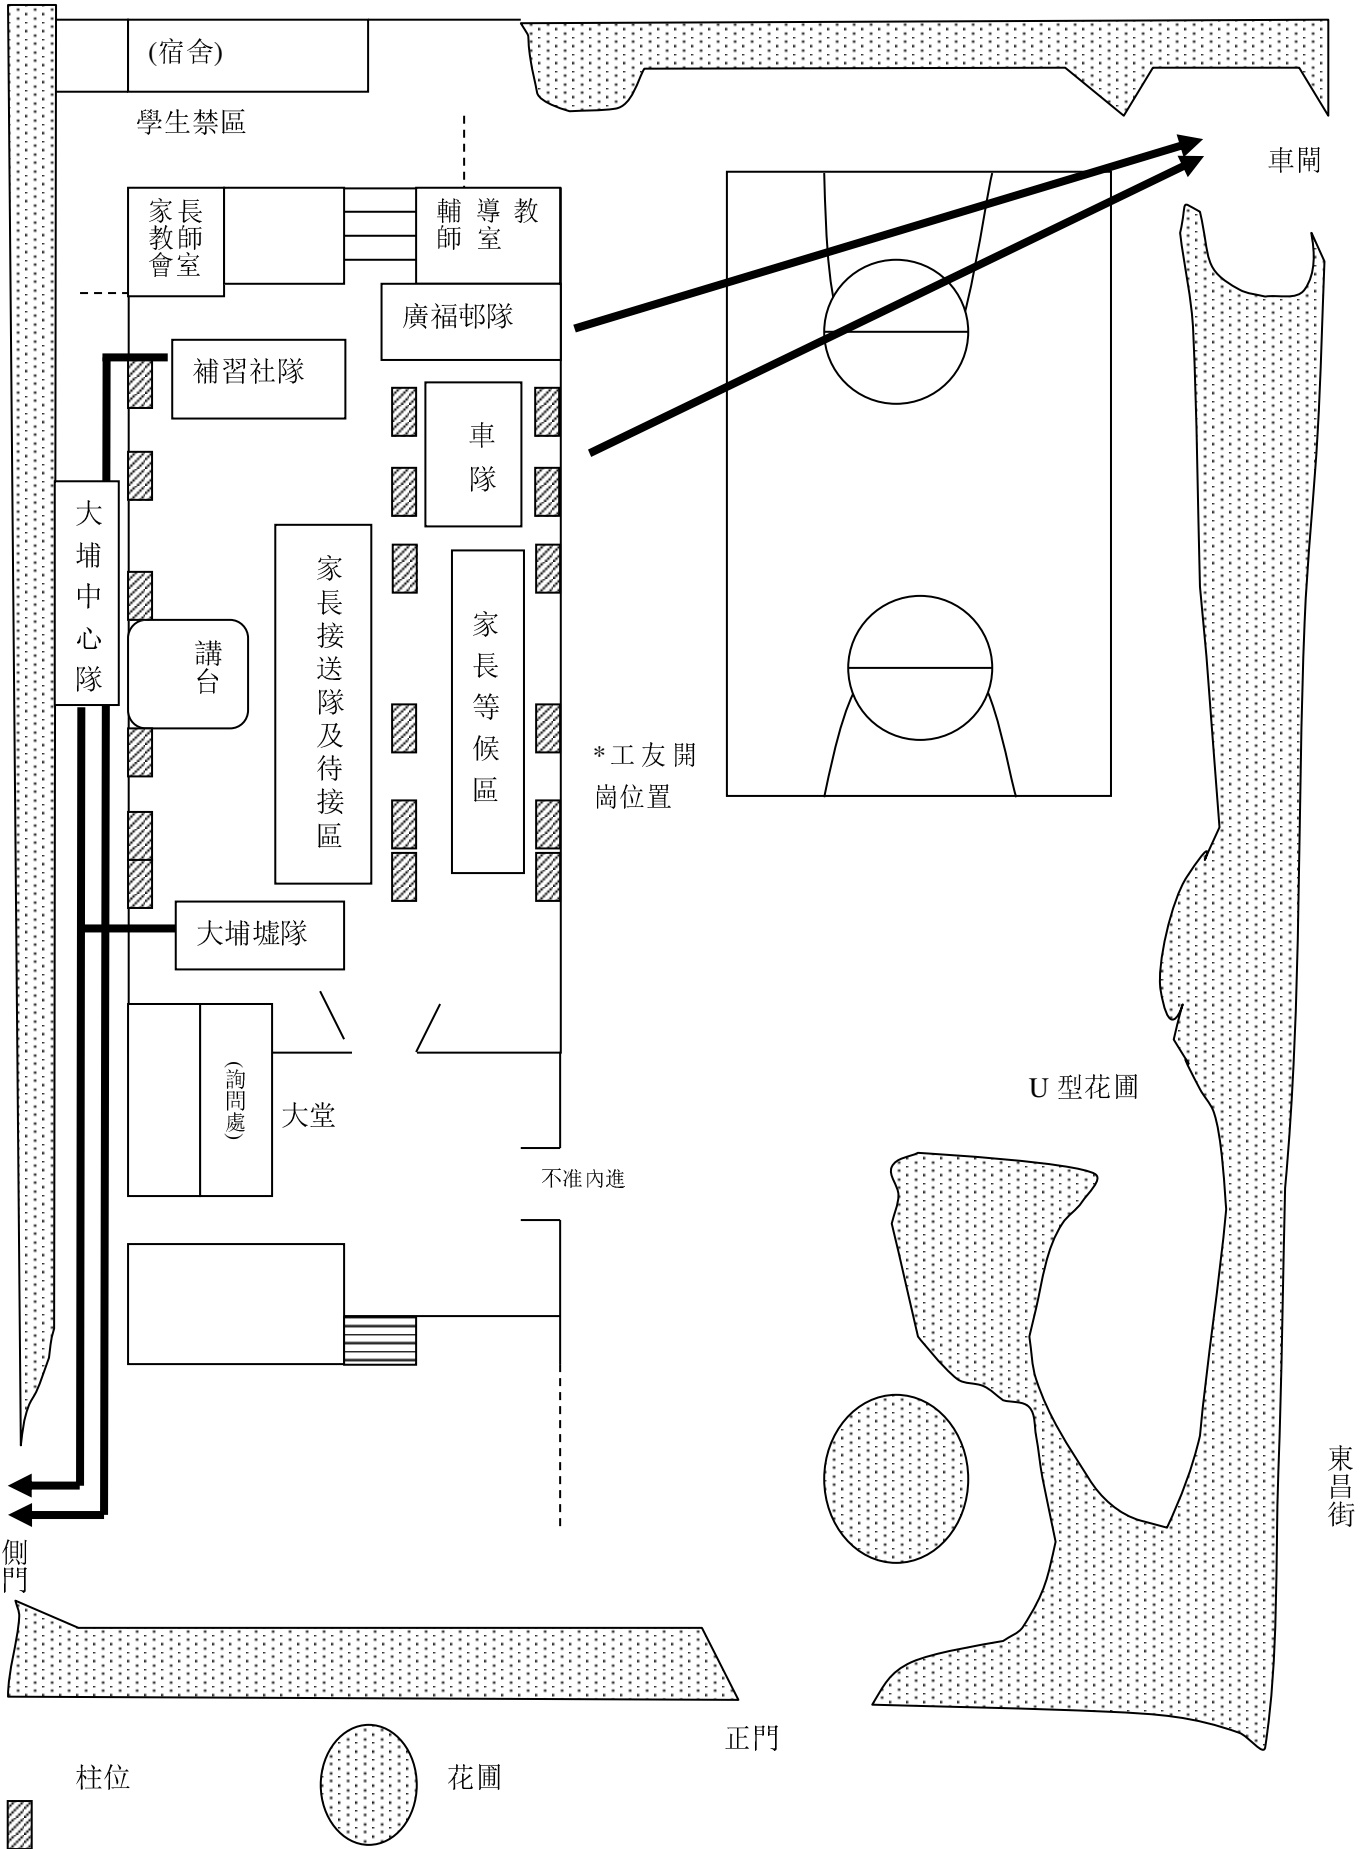 (宿舍)
學生禁區
車閘
家長
教師
會室
輔導教
師室
廣福邨隊
補習社隊
車隊
大埔中心隊
家長接送隊及待接區
家長等候區
講台
*工友開
崗位置
大埔墟隊
(詢問處)
大堂
U 型花圃
不准內進
東昌街
側門
正門
柱位
花圃